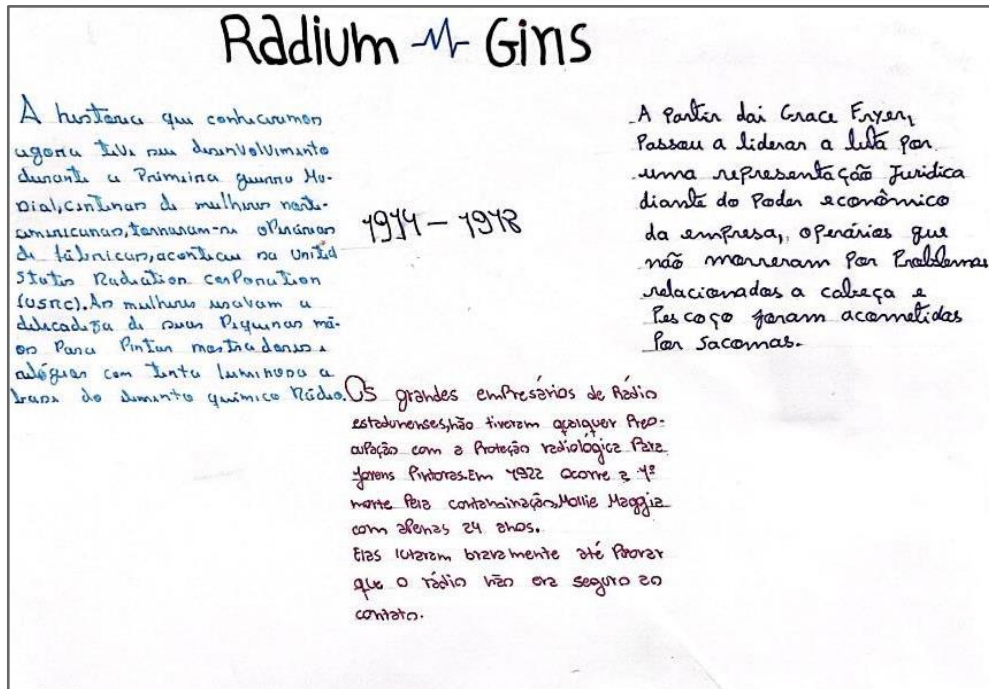 Radium Girls
A história que conheceremos
agora teve seu desenvolvimento
durante a Primeira guerra Mu-
Dial, centenas de mulheres norte-
americanas, tornaram-se operárias
de fábricas, aconteceu na United
States Radiation corPoration
(USRC). As mulheres usavam a
delicadeza de suas Pequenas mã-
os Para Pintar mostradores e
relógios com tinta luminosa a
base do elemento químico Rádio.
1914 - 1918
Os grandes emPresários de Rádio
estadunenses, não tiveram qualquer Preo-
cuPação com a Proteção radiológica Para
Jovens Pintoras. Em 1922 ocorre a 1ª
morte Pela contaminação, Mollie Maggia
com aPenas 24 anos.
Elas lutaram bravamente até Provar
que o rádio não era seguro ao
contato.
A Partir daí Grace Fryer,
Passou a liderar a luta Por
uma representação Jurídica
diante do Poder econômico
da empresa,, oPerárias que
não morreram Por Problemas
relacionados a cabeça e
Pescoço foram acometidas
Por sacomas.